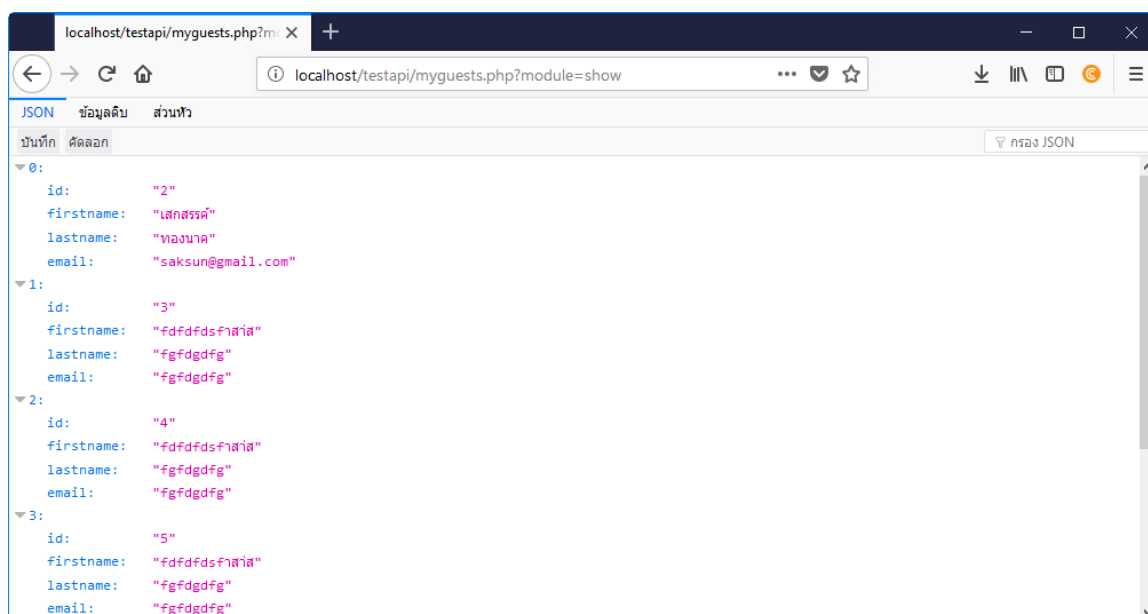 localhost/testapi/myguests.php?m
localhost/testapi/myguests.php?module=show
JSON ข้อมูลดิบ ส่วนหัว
บันทึก คัดลอก กรอง JSON
0:
id: "2"
firstname: "เสกสรรค์"
lastname: "ทองนาค"
email: "saksun@gmail.com"
1:
id: "3"
firstname: "fdfdfdsfาสา่ส"
lastname: "fgfdgdfg"
email: "fgfdgdfg"
2:
id: "4"
firstname: "fdfdfdsfาสา่ส"
lastname: "fgfdgdfg"
email: "fgfdgdfg"
3:
id: "5"
firstname: "fdfdfdsfาสา่ส"
lastname: "fgfdgdfg"
email: "fgfdgdfg"